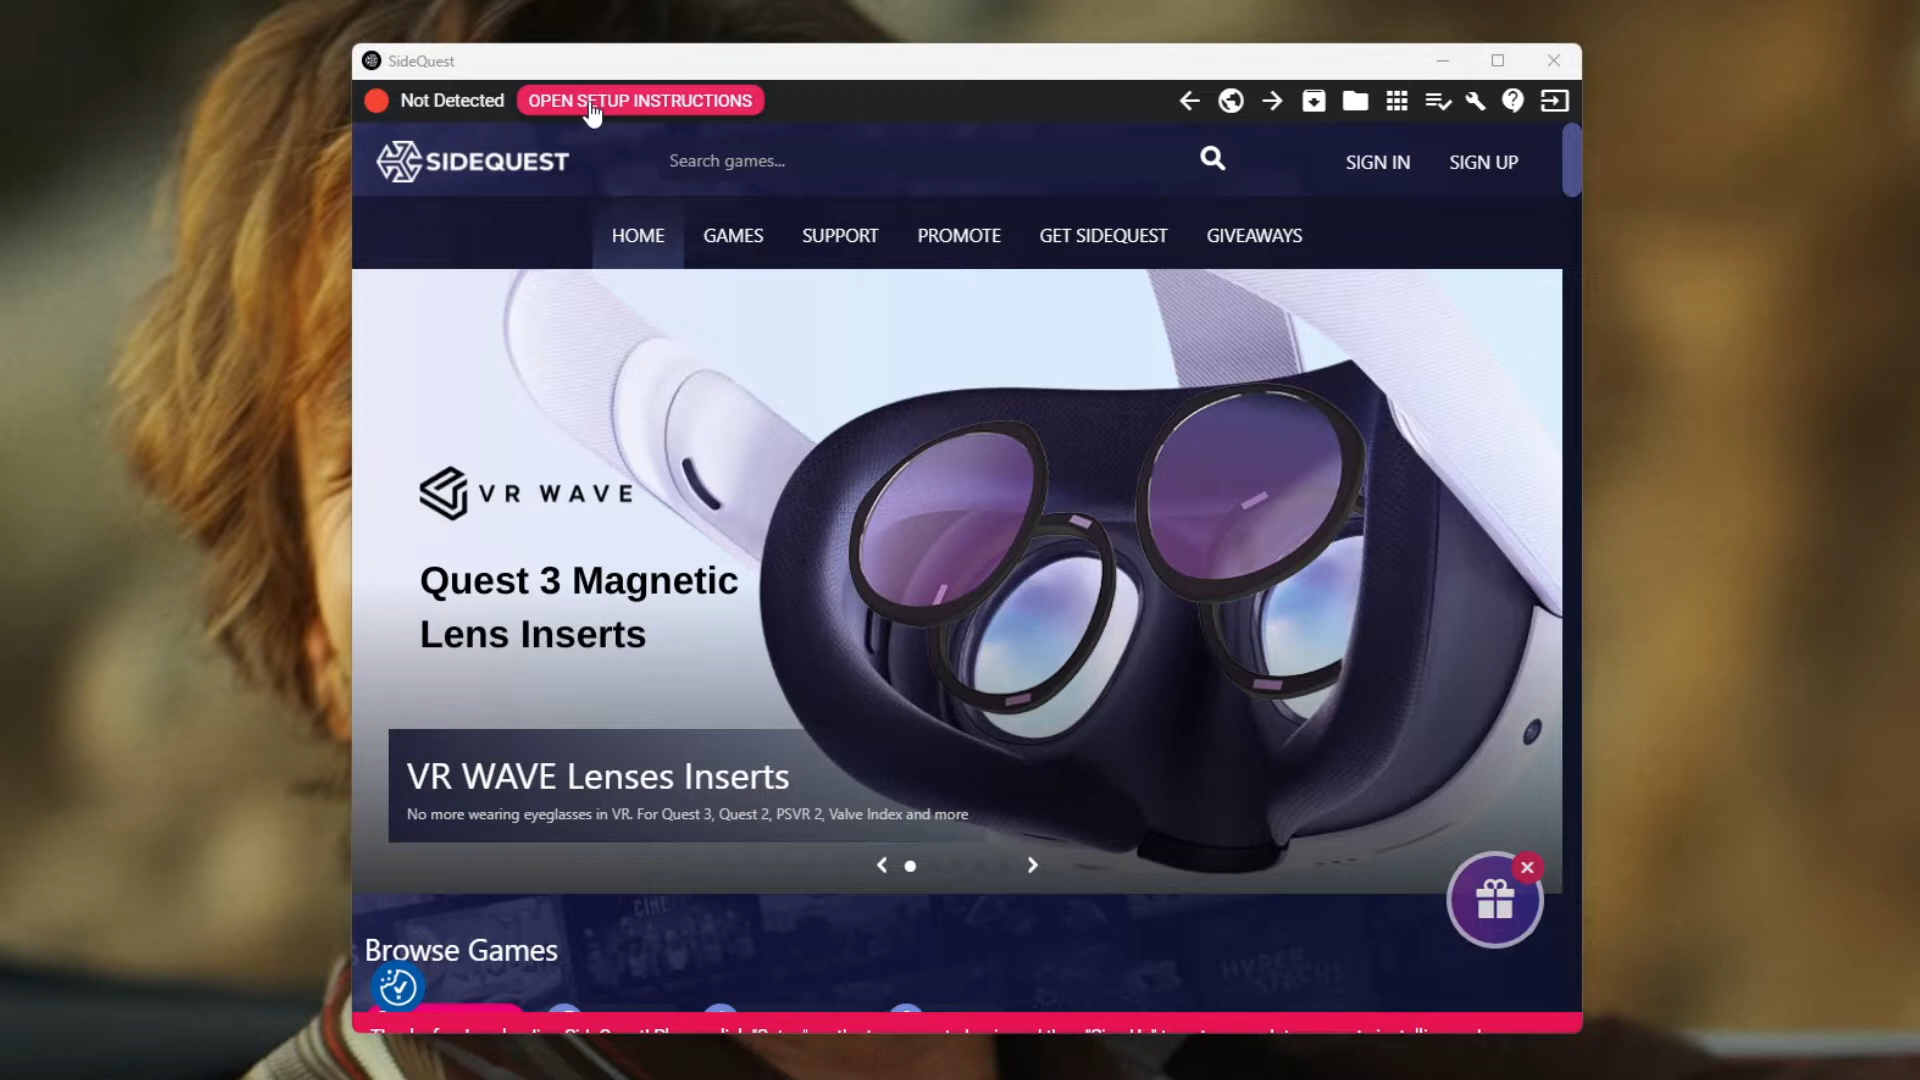 SideQuest
Not Detected
OPEN SETUP INSTRUCTIONS
SIDEQUEST
Search games...
SIGN IN
SIGN UP
HOME
GAMES
SUPPORT
PROMOTE
GET SIDEQUEST
GIVEAWAYS
VR WAVE
Quest 3 Magnetic
Lens Inserts
VR WAVE Lenses Inserts
No more wearing eyeglasses in VR. For Quest 3, Quest 2, PSVR 2, Valve Index and more
Browse Games